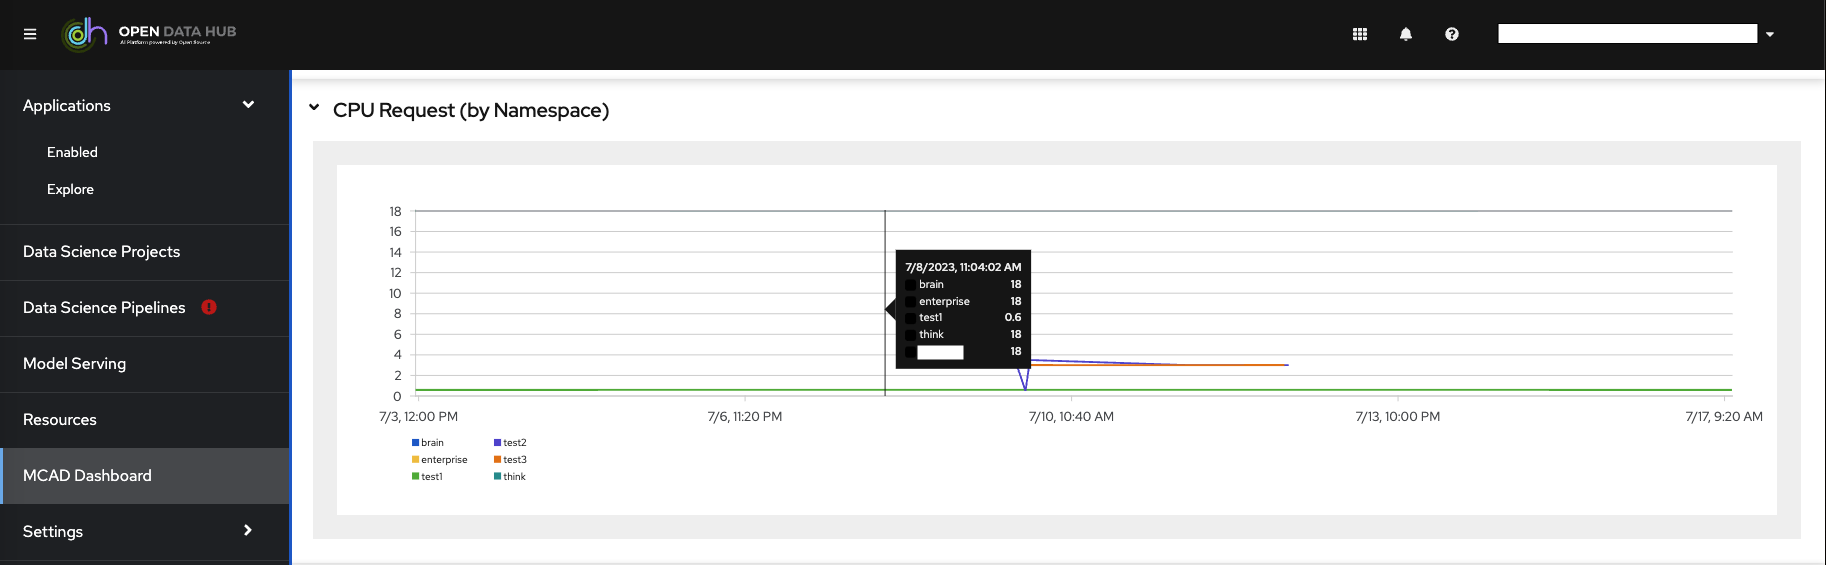 OPEN DATA HUB
AI Platform powered by Open Source
Applications
Enabled
Explore
Data Science Projects
Data Science Pipelines
Model Serving
Resources
MCAD Dashboard
Settings
CPU Request (by Namespace)
18
16
14
12
10
8
6
4
2
0
7/8/2023, 11:04:02 AM
brain 18
enterprise 18
test1 0.6
think 18
18
7/3, 12:00 PM 7/6, 11:20 PM 7/10, 10:40 AM 7/13, 10:00 PM 7/17, 9:20 AM
brain test2
enterprise test3
test1 think